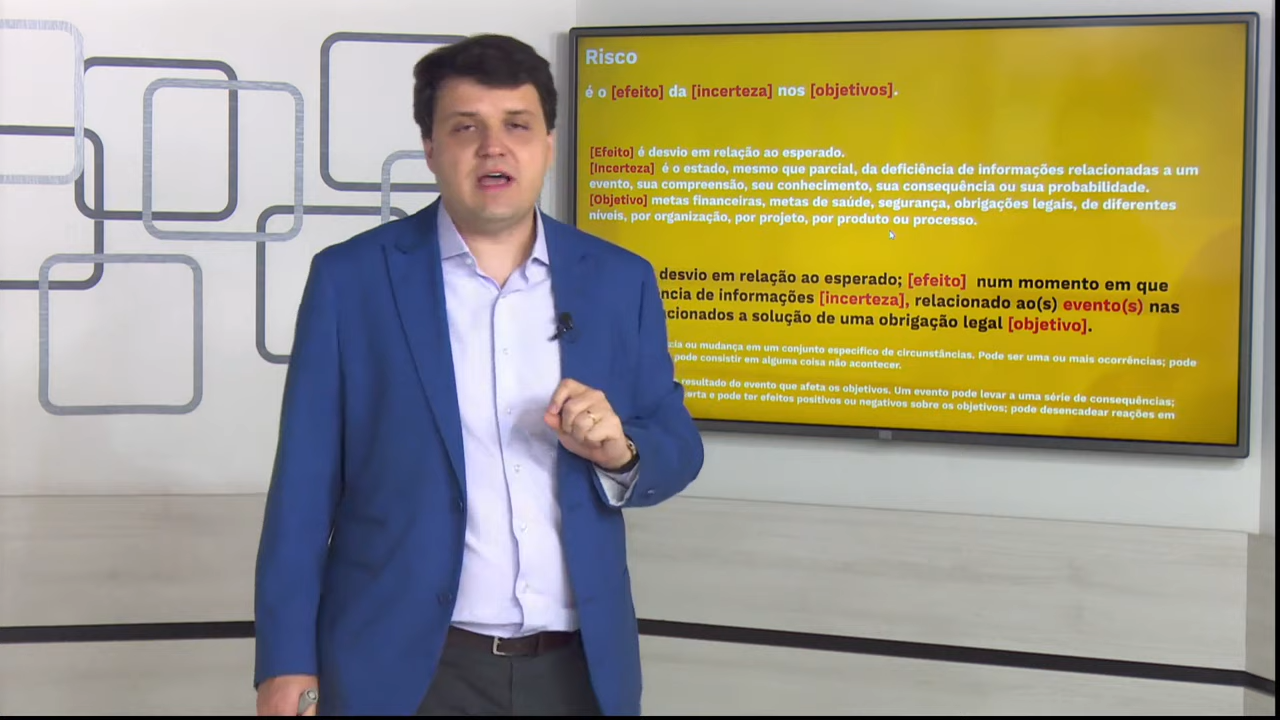 Risco
é o [efeito] da [incerteza] nos [objetivos].
[Efeito] é desvio em relação ao esperado.
[Incerteza] é o estado, mesmo que parcial, da deficiência de informações relacionadas a um
evento, sua compreensão, seu conhecimento, sua consequência ou sua probabilidade.
[Objetivo] metas financeiras, metas de saúde, segurança, obrigações legais, de diferentes
níveis, por organização, por projeto, por produto ou processo.
desvio em relação ao esperado; [efeito] num momento em que
de informações [incerteza], relacionado ao(s) evento(s) nas
a solução de uma obrigação legal [objetivo].
ou mudança em um conjunto específico de circunstâncias. Pode ser uma ou mais ocorrências; pode
pode consistir em alguma coisa não acontecer.
resultado do evento que afeta os objetivos. Um evento pode levar a uma série de consequências;
e pode ter efeitos positivos ou negativos sobre os objetivos; pode desencadear reações em